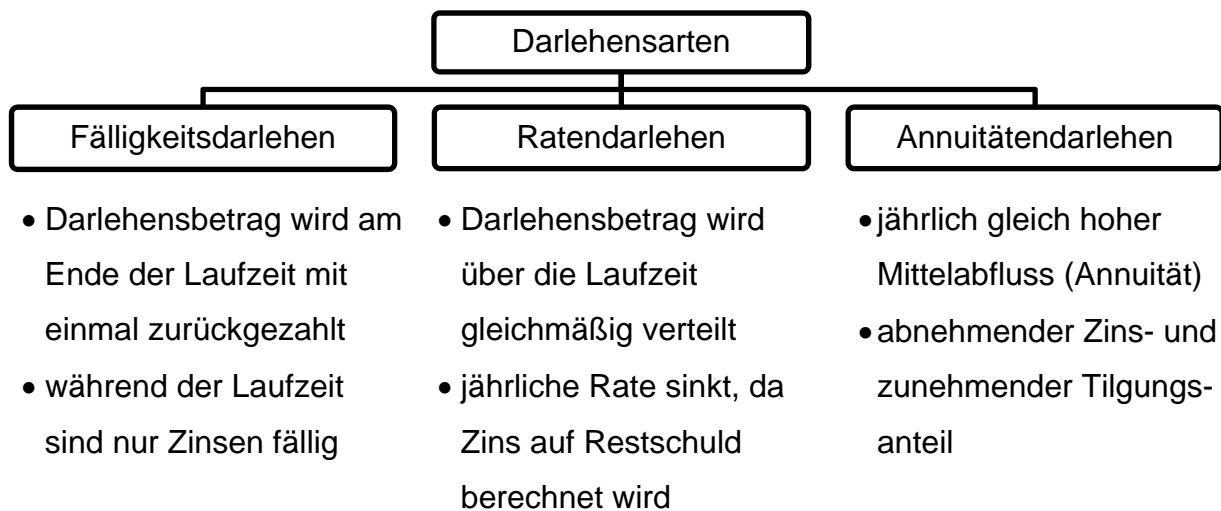 Darlehensarten
Fälligkeitsdarlehen
• Darlehensbetrag wird am
Ende der Laufzeit mit
einmal zurückgezahlt
• während der Laufzeit
sind nur Zinsen fällig
Ratendarlehen
• Darlehensbetrag wird
über die Laufzeit
gleichmäßig verteilt
• jährliche Rate sinkt, da
Zins auf Restschuld
berechnet wird
Annuitätendarlehen
• jährlich gleich hoher
Mittelabfluss (Annuität)
• abnehmender Zins- und
zunehmender Tilgungs-
anteil